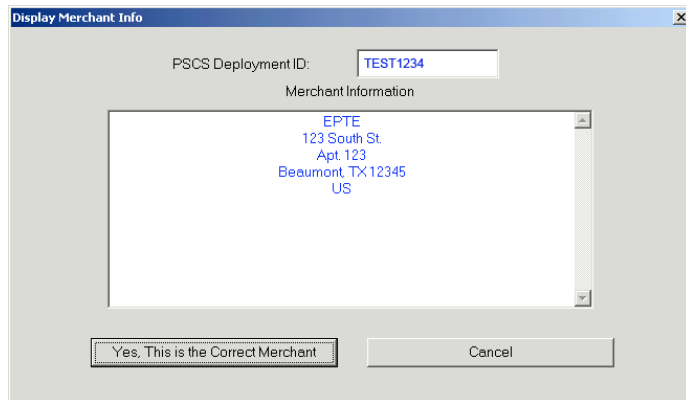 Display Merchant Info
PSCS Deployment ID: TEST1234
Merchant Information
EPTE
123 South St.
Apt. 123
Beaumont, TX 12345
US
Yes, This is the Correct Merchant Cancel